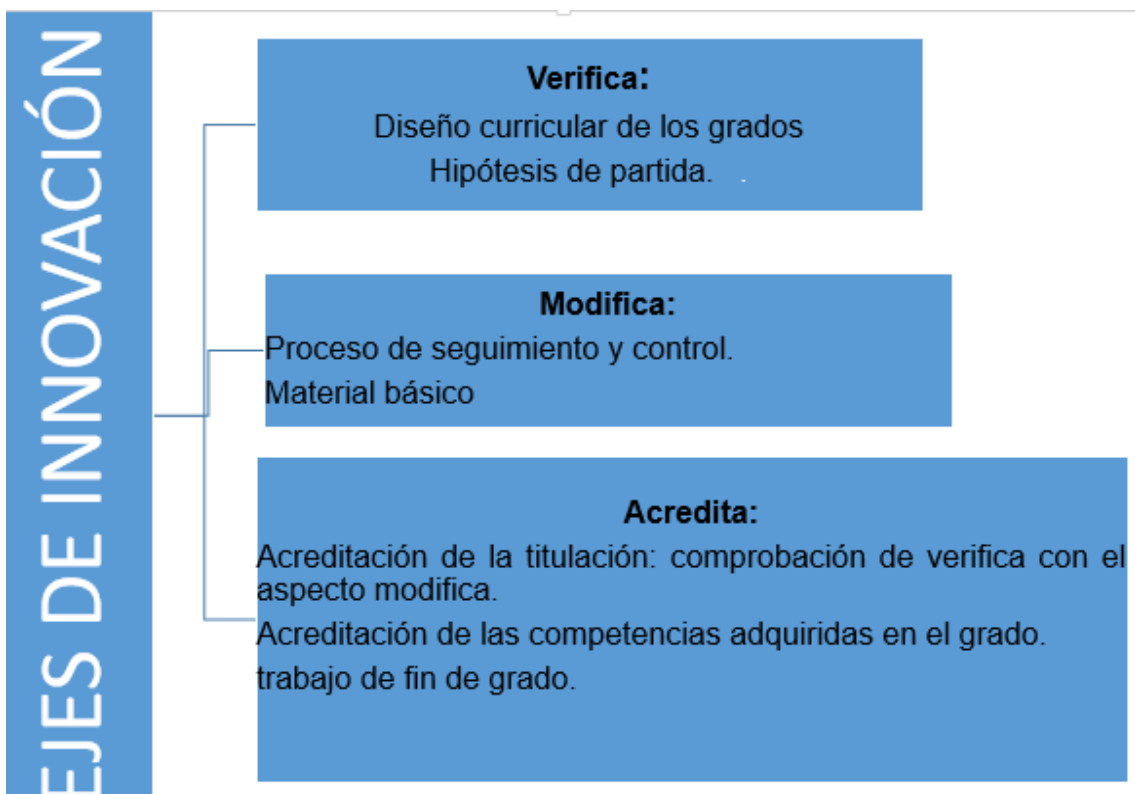 EJES DE INNOVACIÓN
Verifica:
Diseño curricular de los grados
Hipótesis de partida. .
Modifica:
Proceso de seguimiento y control.
Material básico
Acredita:
Acreditación de la titulación: comprobación de verifica con el
aspecto modifica.
Acreditación de las competencias adquiridas en el grado.
trabajo de fin de grado.